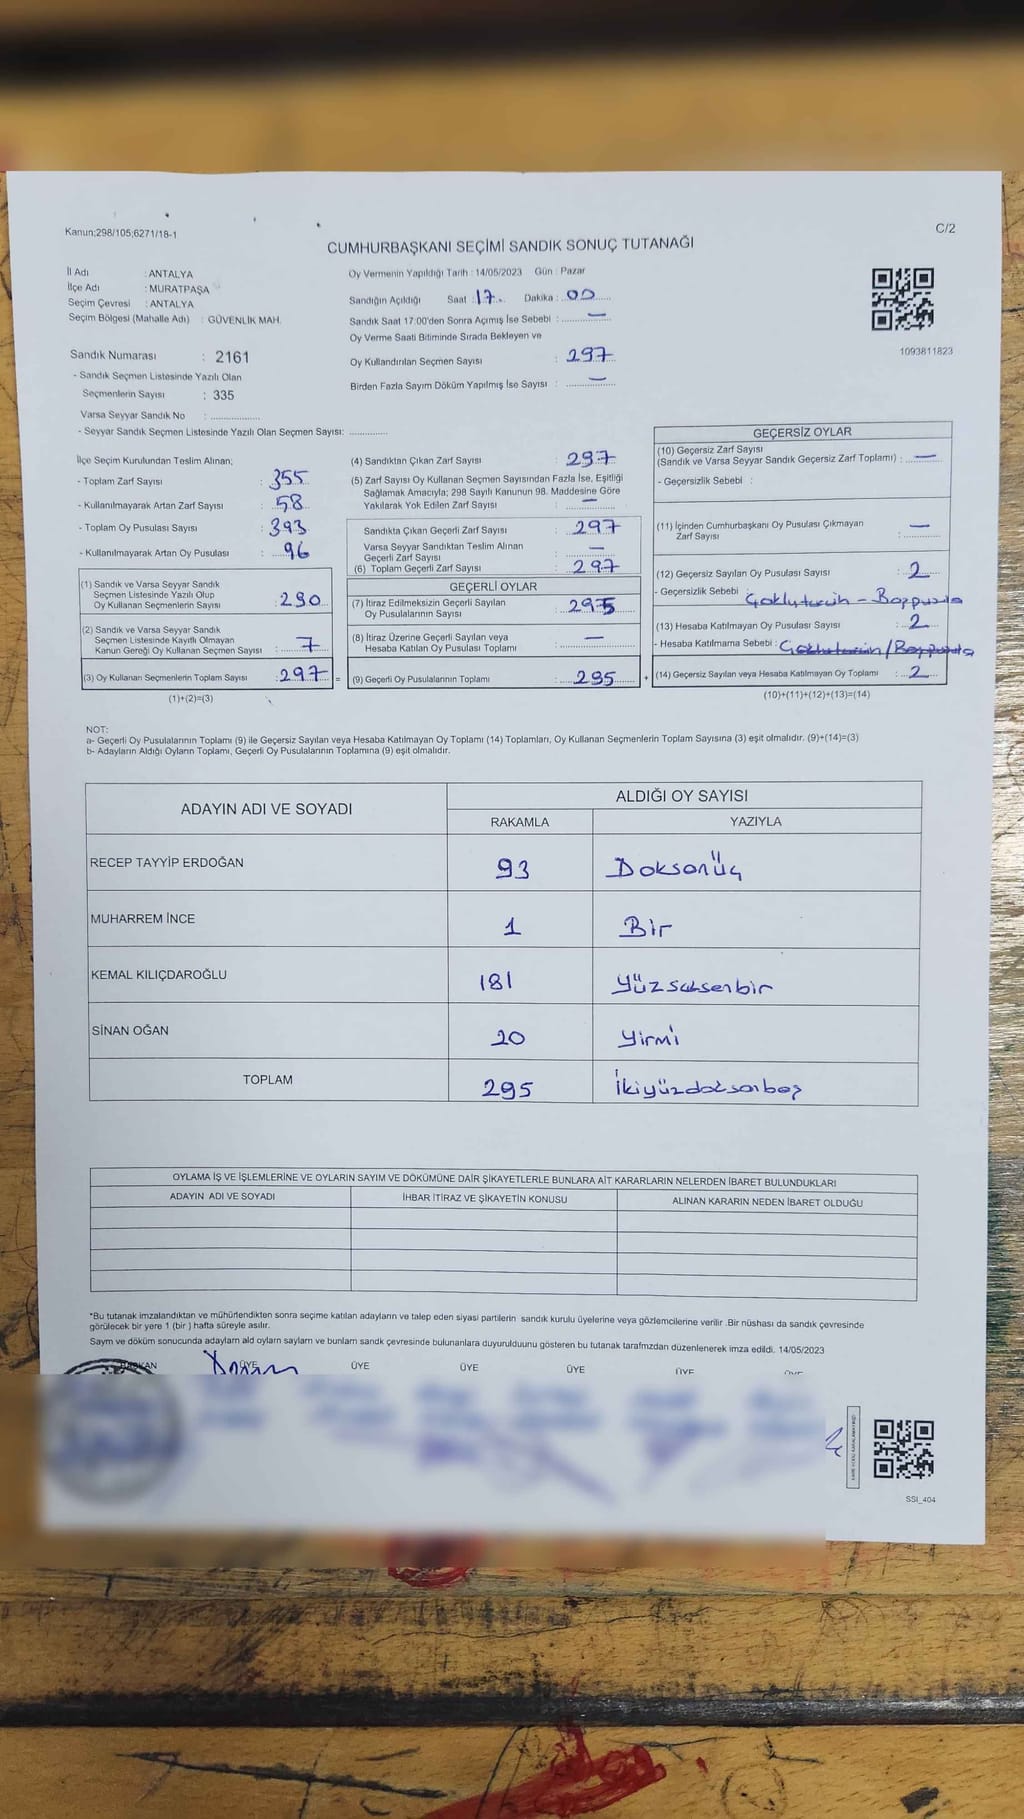 Kanun;298/105;6271/18-1
C/2
CUMHURBAŞKANI SEÇİMİ SANDIK SONUÇ TUTANAĞI
İl Adı : ANTALYA
İlçe Adı : MURATPAŞA
Seçim Çevresi : ANTALYA
Seçim Bölgesi (Mahalle Adı) : GÜVENLİK MAH.
Sandık Numarası : 2161
- Sandık Seçmen Listesinde Yazılı Olan
Seçmenlerin Sayısı : 335
Varsa Seyyar Sandık No : ..................
- Seyyar Sandık Seçmen Listesinde Yazılı Olan Seçmen Sayısı: .............
Oy Vermenin Yapıldığı Tarih : 14/05/2023 Gün : Pazar
Sandığın Açıldığı Saat : 17 Dakika : 00
Sandık Saat 17:00'den Sonra Açmış İse Sebebi : —
Oy Verme Saati Bitiminde Sırada Bekleyen ve
Oy Kullandırılan Seçmen Sayısı : 297
Birden Fazla Sayım Döküm Yapılmış İse Sayısı : —
1093811823
İlçe Seçim Kurulundan Teslim Alınan;
- Toplam Zarf Sayısı : 355
- Kullanılmayarak Artan Zarf Sayısı : 58
- Toplam Oy Pusulası Sayısı : 393
- Kullanılmayarak Artan Oy Pusulası : 96
(1) Sandık ve Varsa Seyyar Sandık
Seçmen Listesinde Yazılı Olup
Oy Kullanan Seçmenlerin Sayısı : 290
(2) Sandık ve Varsa Seyyar Sandık
Seçmen Listesinde Kayıtlı Olmayan
Kanun Gereği Oy Kullanan Seçmen Sayısı : 7
(3) Oy Kullanan Seçmenlerin Toplam Sayısı : 297 =
(1)+(2)=(3)
(4) Sandıktan Çıkan Zarf Sayısı : 297
(5) Zarf Sayısı Oy Kullanan Seçmen Sayısından Fazla İse, Eşitliği
Sağlamak Amacıyla; 298 Sayılı Kanunun 98. Maddesine Göre
Yakılarak Yok Edilen Zarf Sayısı : —
Sandıkta Çıkan Geçerli Zarf Sayısı : 297
Varsa Seyyar Sandıktan Teslim Alınan
Geçerli Zarf Sayısı : —
(6) Toplam Geçerli Zarf Sayısı : 297
GEÇERLİ OYLAR
(7) İtiraz Edilmeksizin Geçerli Sayılan
Oy Pusulalarının Sayısı : 295
(8) İtiraz Üzerine Geçerli Sayılan veya
Hesaba Katılan Oy Pusulası Toplamı : —
(9) Geçerli Oy Pusulalarının Toplamı : 295 +
GEÇERSİZ OYLAR
(10) Geçersiz Zarf Sayısı
(Sandık ve Varsa Seyyar Sandık Geçersiz Zarf Toplamı) : —
- Geçersizlik Sebebi :
(11) İçinden Cumhurbaşkanı Oy Pusulası Çıkmayan
Zarf Sayısı : —
(12) Geçersiz Sayılan Oy Pusulası Sayısı : 2
- Geçersizlik Sebebi :
(13) Hesaba Katılmayan Oy Pusulası Sayısı : 2
- Hesaba Katılmama Sebebi :
(14) Geçersiz Sayılan veya Hesaba Katılmayan Oy Toplamı : 2
(10)+(11)+(12)+(13)=(14)
NOT:
a- Geçerli Oy Pusulalarının Toplamı (9) ile Geçersiz Sayılan veya Hesaba Katılmayan Oy Toplamı (14) Toplamları, Oy Kullanan Seçmenlerin Toplam Sayısına (3) eşit olmalıdır. (9)+(14)=(3)
b- Adayların Aldığı Oyların Toplamı, Geçerli Oy Pusulalarının Toplamına (9) eşit olmalıdır.
ADAYIN ADI VE SOYADI ALDIĞI OY SAYISI
RAKAMLA YAZIYLA
RECEP TAYYİP ERDOĞAN 93 Doksanüç
MUHARREM İNCE 1 Bir
KEMAL KILIÇDAROĞLU 181 Yüzseksenbir
SİNAN OĞAN 20 Yirmi
TOPLAM 295 İkiyüzdoksanbeş
OYLAMA İŞ VE İŞLEMLERİNE VE OYLARIN SAYIM VE DÖKÜMÜNE DAİR ŞİKAYETLERLE BUNLARA AİT KARARLARIN NELERDEN İBARET BULUNDUKLARI
ADAYIN ADI VE SOYADI İHBAR İTİRAZ VE ŞİKAYETİN KONUSU ALINAN KARARIN NEDEN İBARET OLDUĞU
*Bu tutanak imzalandıktan ve mühürlendikten sonra seçime katılan adayların ve talep eden siyasi partilerin sandık kurulu üyelerine veya gözlemcilerine verilir .Bir nüshası da sandık çevresinde
görülecek bir yere 1 (bir ) hafta süreyle asılır.
Sayım ve döküm sonucunda adayların ald oyların sayların ve bunlam sandk çevresinde bulunanlara duyurulduunu gösteren bu tutanak tarafmzdan düzenlenerek imza edildi. 14/05/2023
BAŞKAN ÜYE ÜYE ÜYE ÜYE ÜYE ÜYE
SSI_404